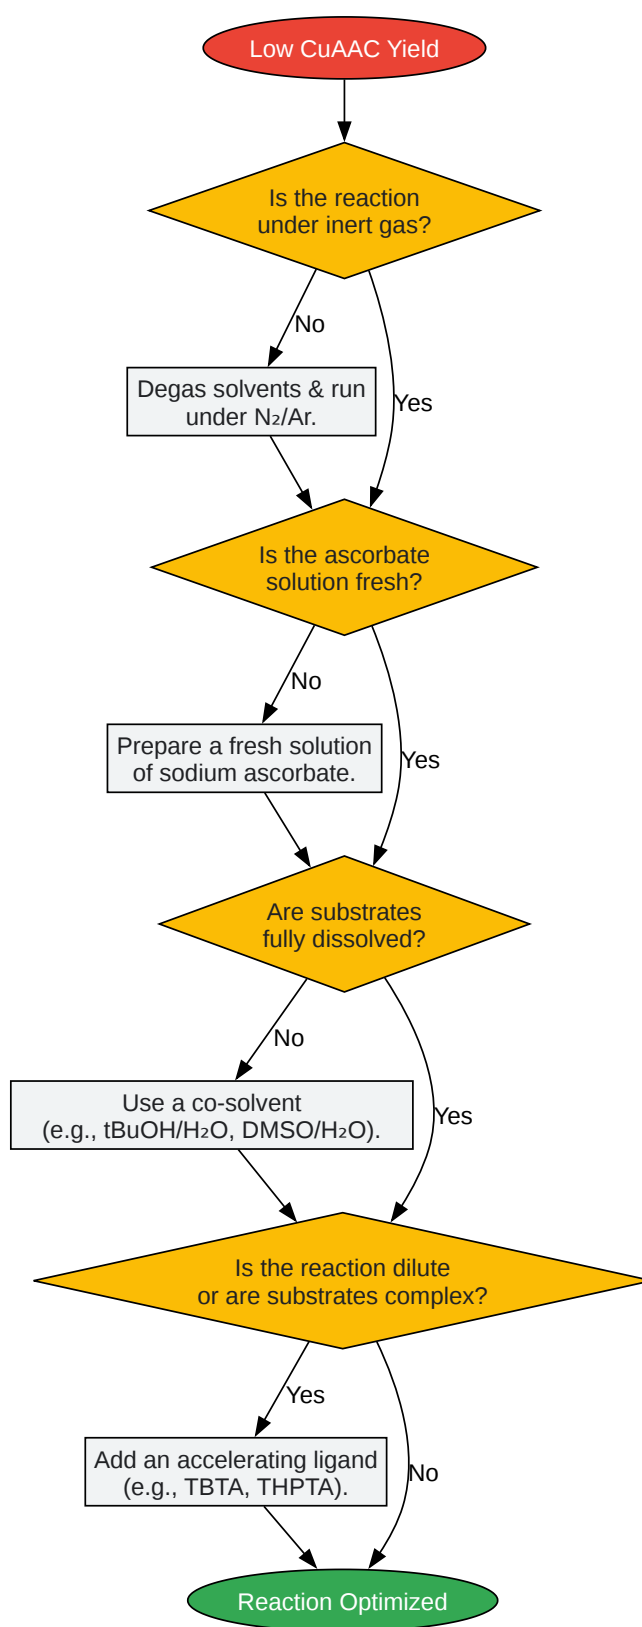 Low CuAAC Yield
Is the reaction
under inert gas?
No
Degas solvents & run
under N₂/Ar.
Yes
Is the ascorbate
solution fresh?
No
Prepare a fresh solution
of sodium ascorbate.
Yes
Are substrates
fully dissolved?
No
Use a co-solvent
(e.g., tBuOH/H₂O, DMSO/H₂O).
Yes
Is the reaction dilute
or are substrates complex?
Yes
Add an accelerating ligand
(e.g., TBTA, THPTA).
No
Reaction Optimized